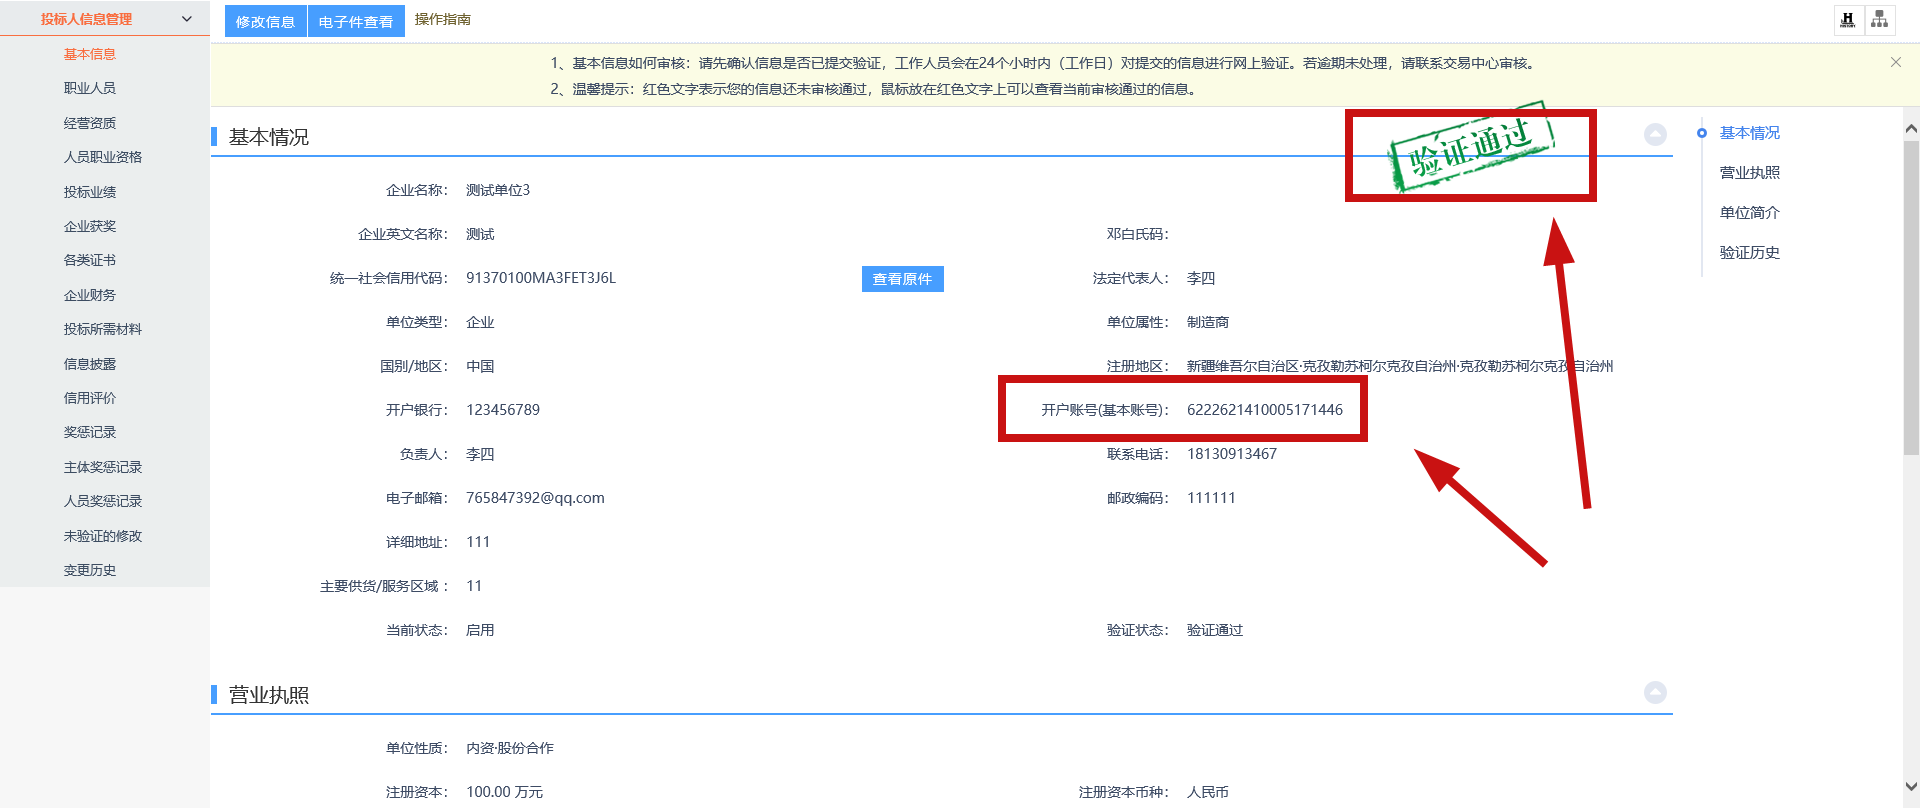 投标人信息管理
基本信息
职业人员
经营资质
人员职业资格
投标业绩
企业获奖
各类证书
企业财务
投标所需材料
信息披露
信用评价
奖惩记录
主体奖惩记录
人员奖惩记录
未验证的修改
变更历史
修改信息 电子件查看 操作指南
1、基本信息如何审核：请先确认信息是否已提交验证，工作人员会在24个小时内（工作日）对提交的信息进行网上验证。若逾期未处理，请联系交易中心审核。
2、温馨提示：红色文字表示您的信息还未审核通过，鼠标放在红色文字上可以查看当前审核通过的信息。
基本情况
验证通过
企业名称： 测试单位3
企业英文名称： 测试 邓白氏码：
统一社会信用代码： 91370100MA3FET3J6L 查看原件 法定代表人： 李四
单位类型： 企业 单位属性： 制造商
国别/地区： 中国 注册地区： 新疆维吾尔自治区·克孜勒苏柯尔克孜自治州·克孜勒苏柯尔克孜自治州
开户银行： 123456789 开户账号(基本账号)： 6222621410005171446
负责人： 李四 联系电话： 18130913467
电子邮箱： 765847392@qq.com 邮政编码： 111111
详细地址： 111
主要供货/服务区域： 11
当前状态： 启用 验证状态： 验证通过
营业执照
单位性质： 内资·股份合作
注册资本： 100.00 万元 注册资本币种： 人民币
基本情况
营业执照
单位简介
验证历史